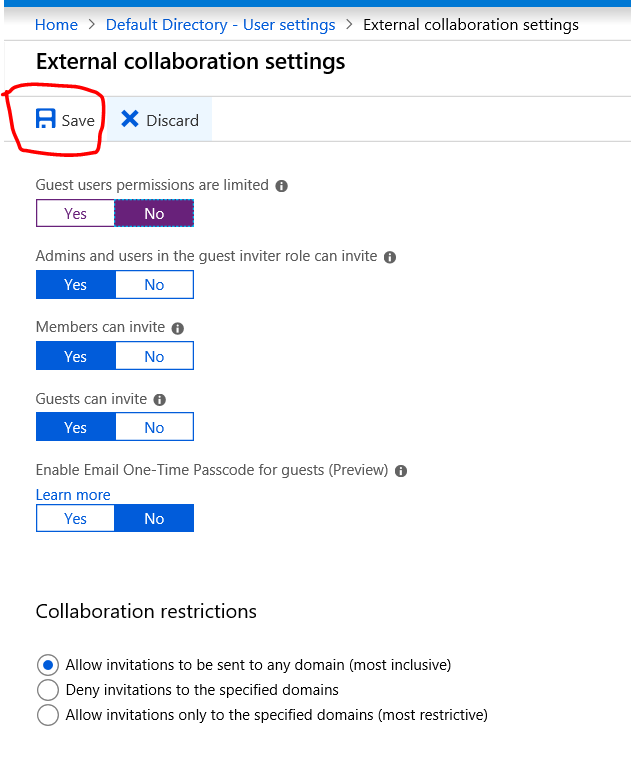 Home > Default Directory - User settings > External collaboration settings
External collaboration settings
Save Discard
Guest users permissions are limited
Yes No
Admins and users in the guest inviter role can invite
Yes No
Members can invite
Yes No
Guests can invite
Yes No
Enable Email One-Time Passcode for guests (Preview)
Learn more
Yes No
Collaboration restrictions
Allow invitations to be sent to any domain (most inclusive)
Deny invitations to the specified domains
Allow invitations only to the specified domains (most restrictive)